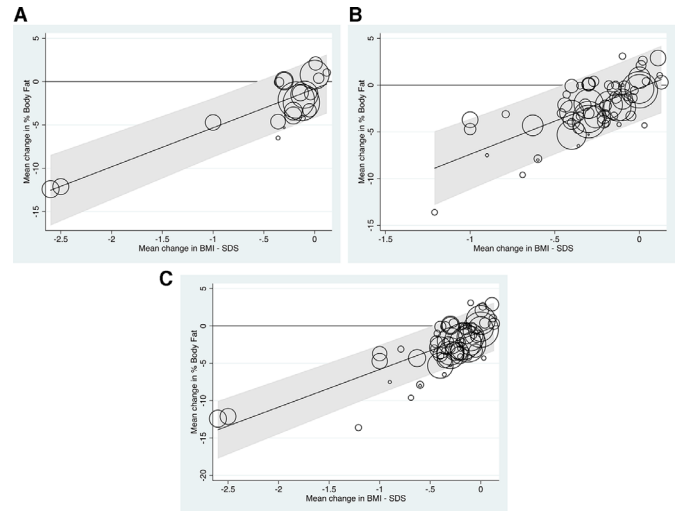 A
Mean change in % Body Fat
5
0
-5
-10
-15
-2.5 -2 -1.5 -1 -.5 0
Mean change in BMI - SDS
B
Mean change in % Body Fat
5
0
-5
-10
-15
-1.5 -1 -.5 0
Mean change in BMI - SDS
C
Mean change in % Body Fat
5
0
-5
-10
-15
-20
-2.5 -2 -1.5 -1 -.5 0
Mean change in BMI - SDS